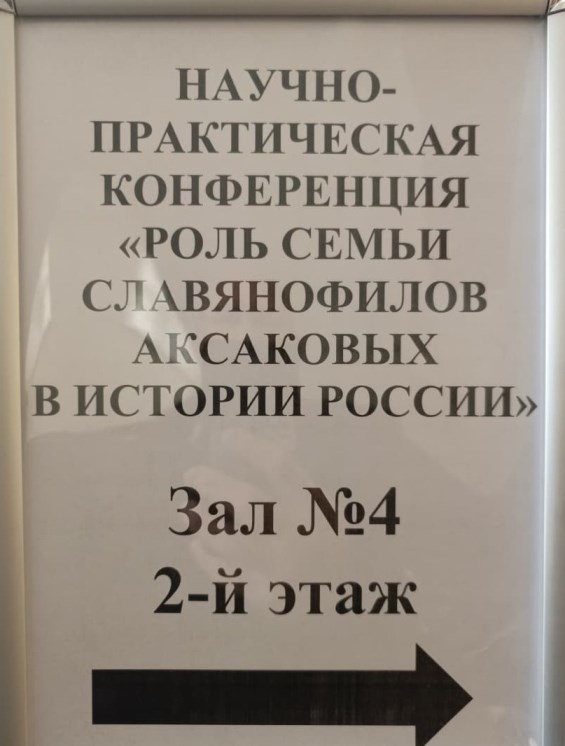 НАУЧНО-
ПРАКТИЧЕСКАЯ
КОНФЕРЕНЦИЯ
«РОЛЬ СЕМЬИ
СЛАВЯНОФИЛОВ
АКСАКОВЫХ
В ИСТОРИИ РОССИИ»
Зал №4
2-й этаж